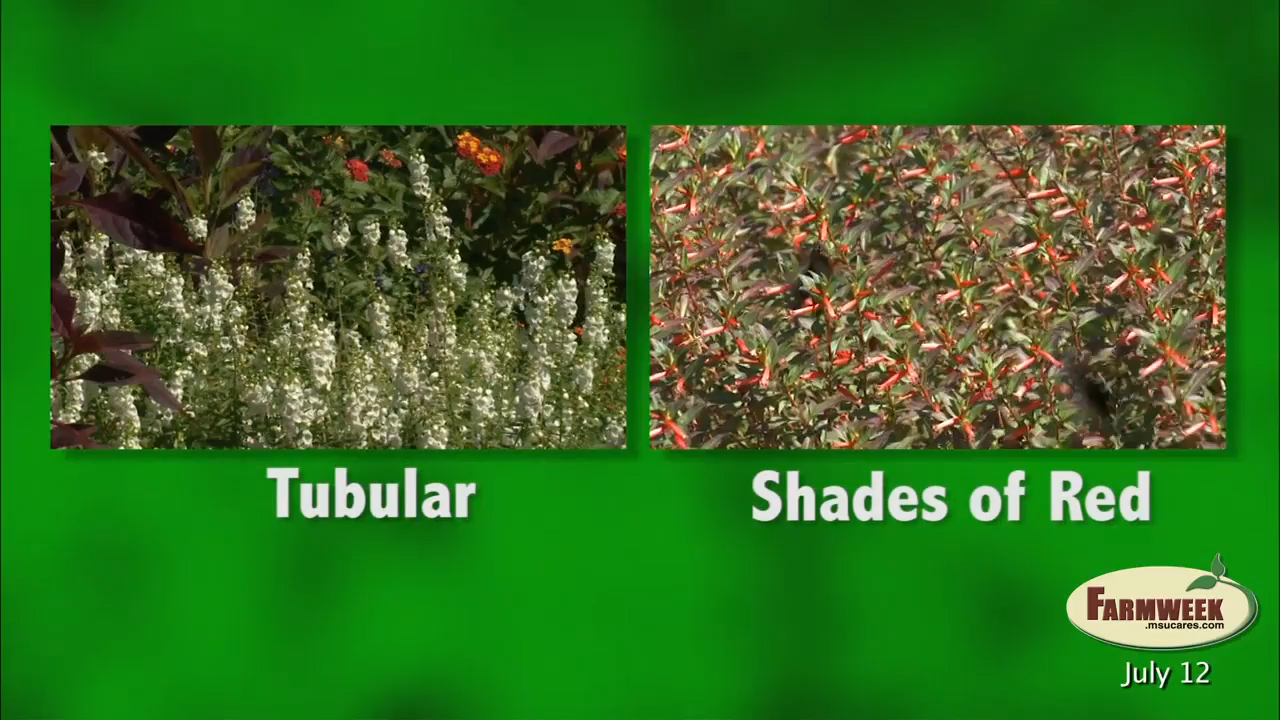 Tubular
Shades of Red
FARMWEEK
.msucares.com
July 12